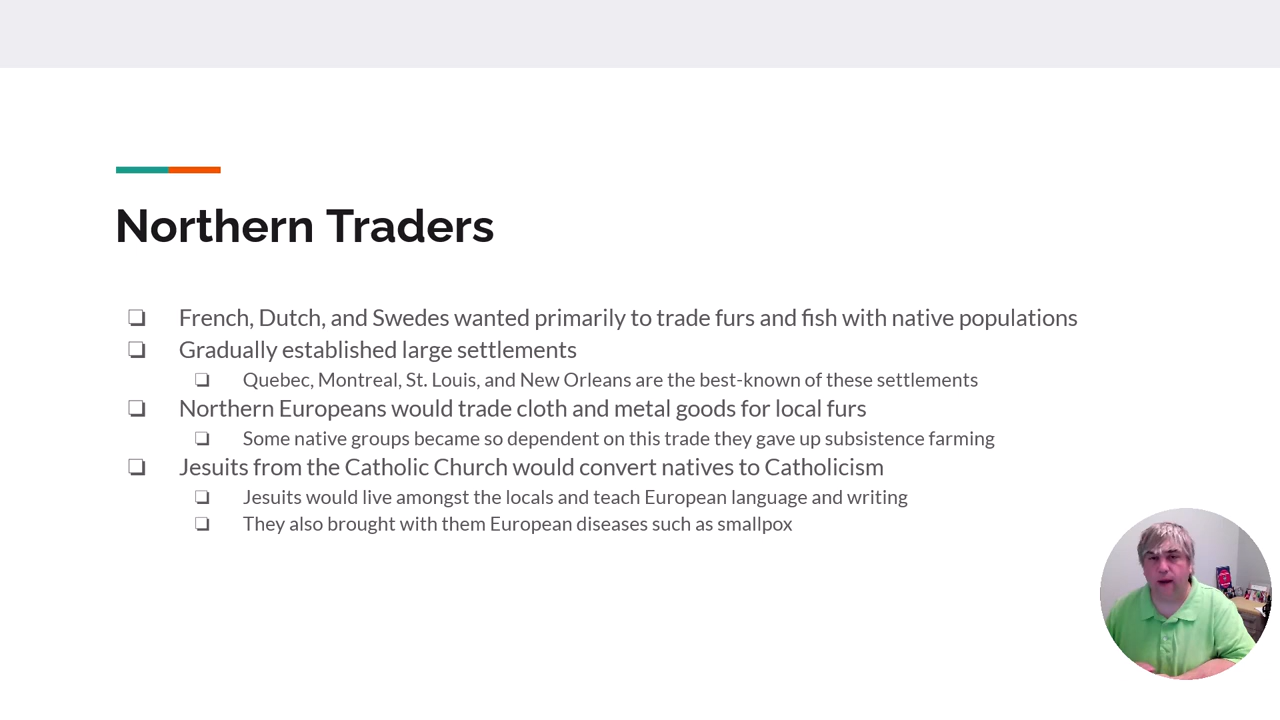 Northern Traders
French, Dutch, and Swedes wanted primarily to trade furs and fish with native populations
Gradually established large settlements
Quebec, Montreal, St. Louis, and New Orleans are the best-known of these settlements
Northern Europeans would trade cloth and metal goods for local furs
Some native groups became so dependent on this trade they gave up subsistence farming
Jesuits from the Catholic Church would convert natives to Catholicism
Jesuits would live amongst the locals and teach European language and writing
They also brought with them European diseases such as smallpox